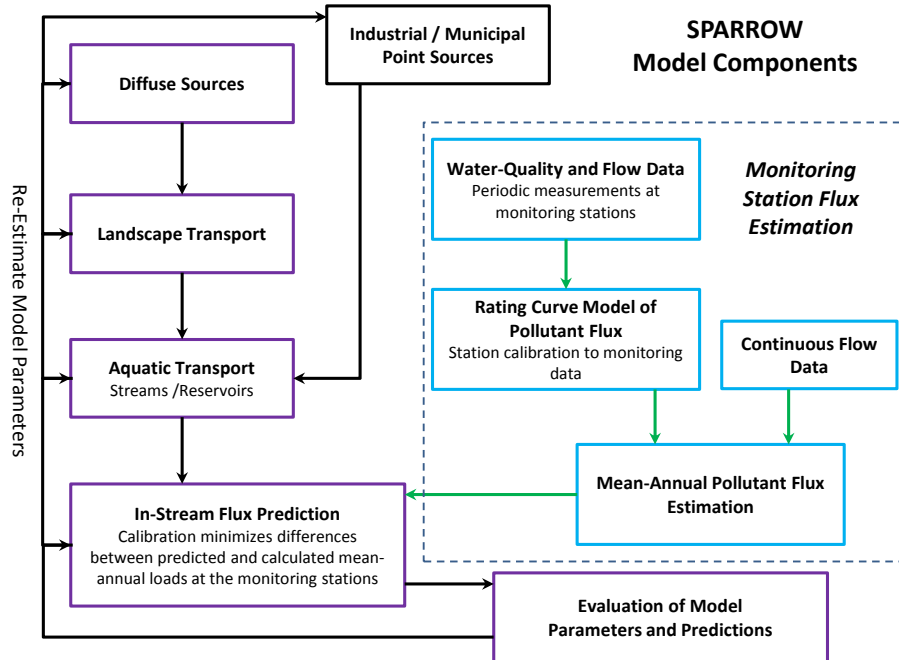 SPARROW
Model Components
Industrial / Municipal
Point Sources
Diffuse Sources
Landscape Transport
Aquatic Transport
Streams /Reservoirs
In-Stream Flux Prediction
Calibration minimizes differences
between predicted and calculated mean-
annual loads at the monitoring stations
Re-Estimate Model Parameters
Monitoring
Station Flux
Estimation
Water-Quality and Flow Data
Periodic measurements at
monitoring stations
Rating Curve Model of
Pollutant Flux
Station calibration to monitoring
data
Continuous Flow
Data
Mean-Annual Pollutant Flux
Estimation
Evaluation of Model
Parameters and Predictions